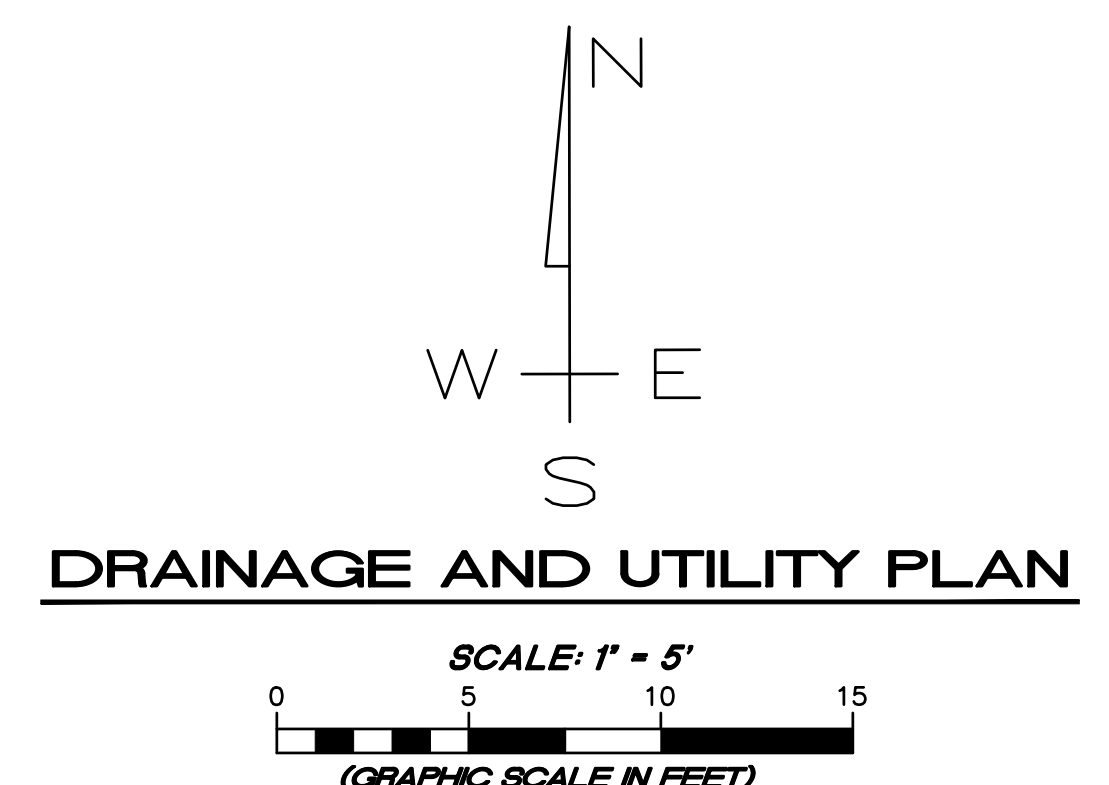 N
W E
S
DRAINAGE AND UTILITY PLAN
SCALE: 1" = 5'
0 5 10 15
(GRAPHIC SCALE IN FEET)